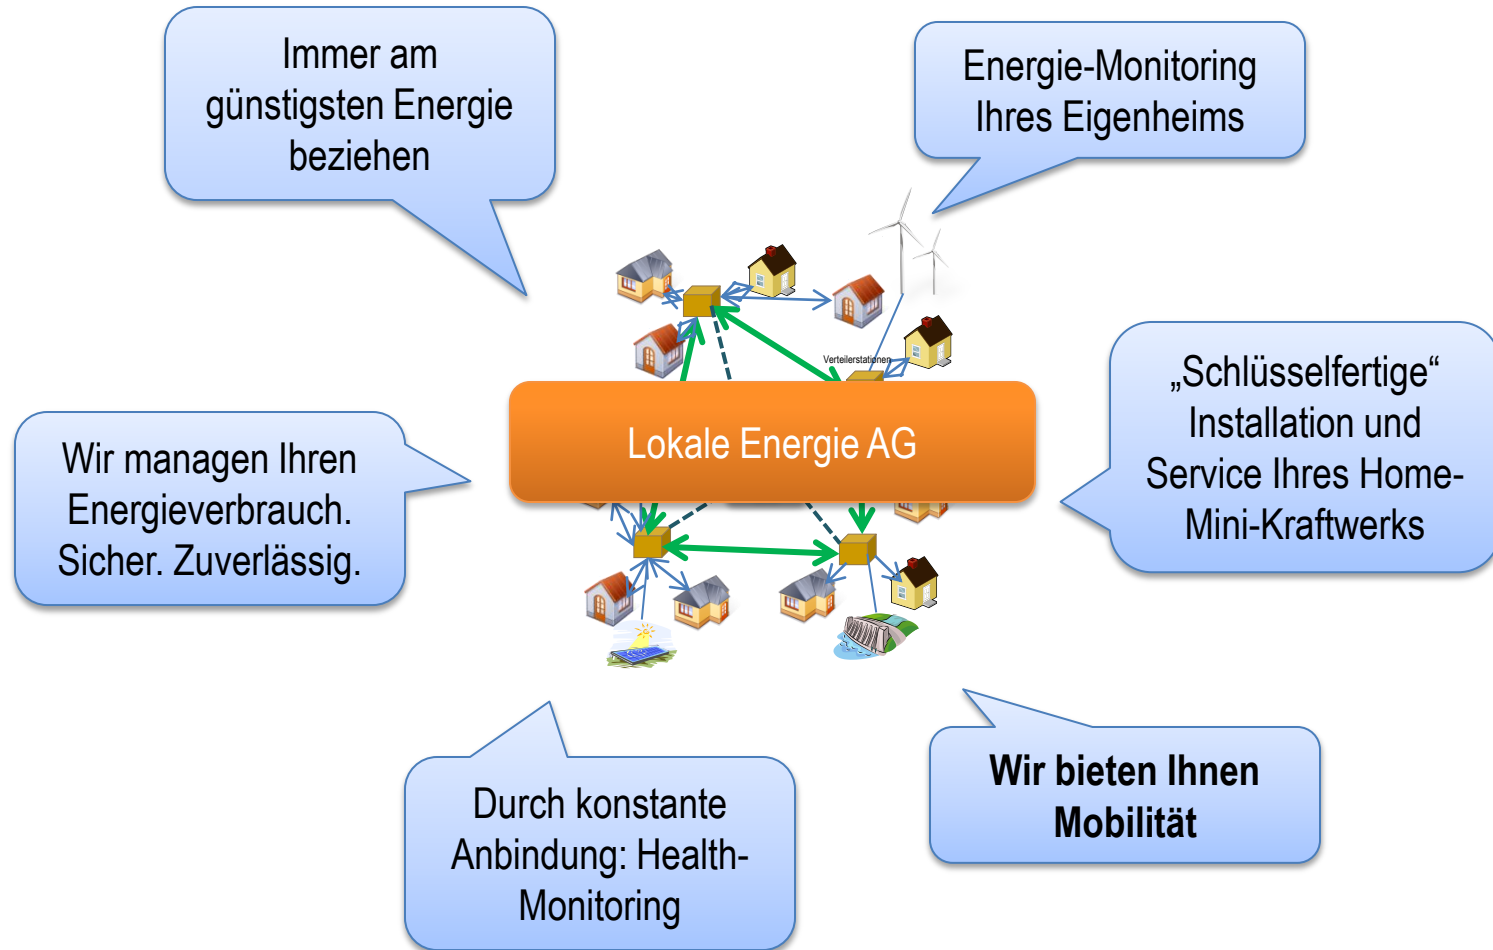 Immer am
günstigsten Energie
beziehen
Energie-Monitoring
Ihres Eigenheims
Verteilerstationen
„Schlüsselfertige“
Installation und
Service Ihres Home-
Mini-Kraftwerks
Lokale Energie AG
Wir managen Ihren
Energieverbrauch.
Sicher. Zuverlässig.
Wir bieten Ihnen
Mobilität
Durch konstante
Anbindung: Health-
Monitoring